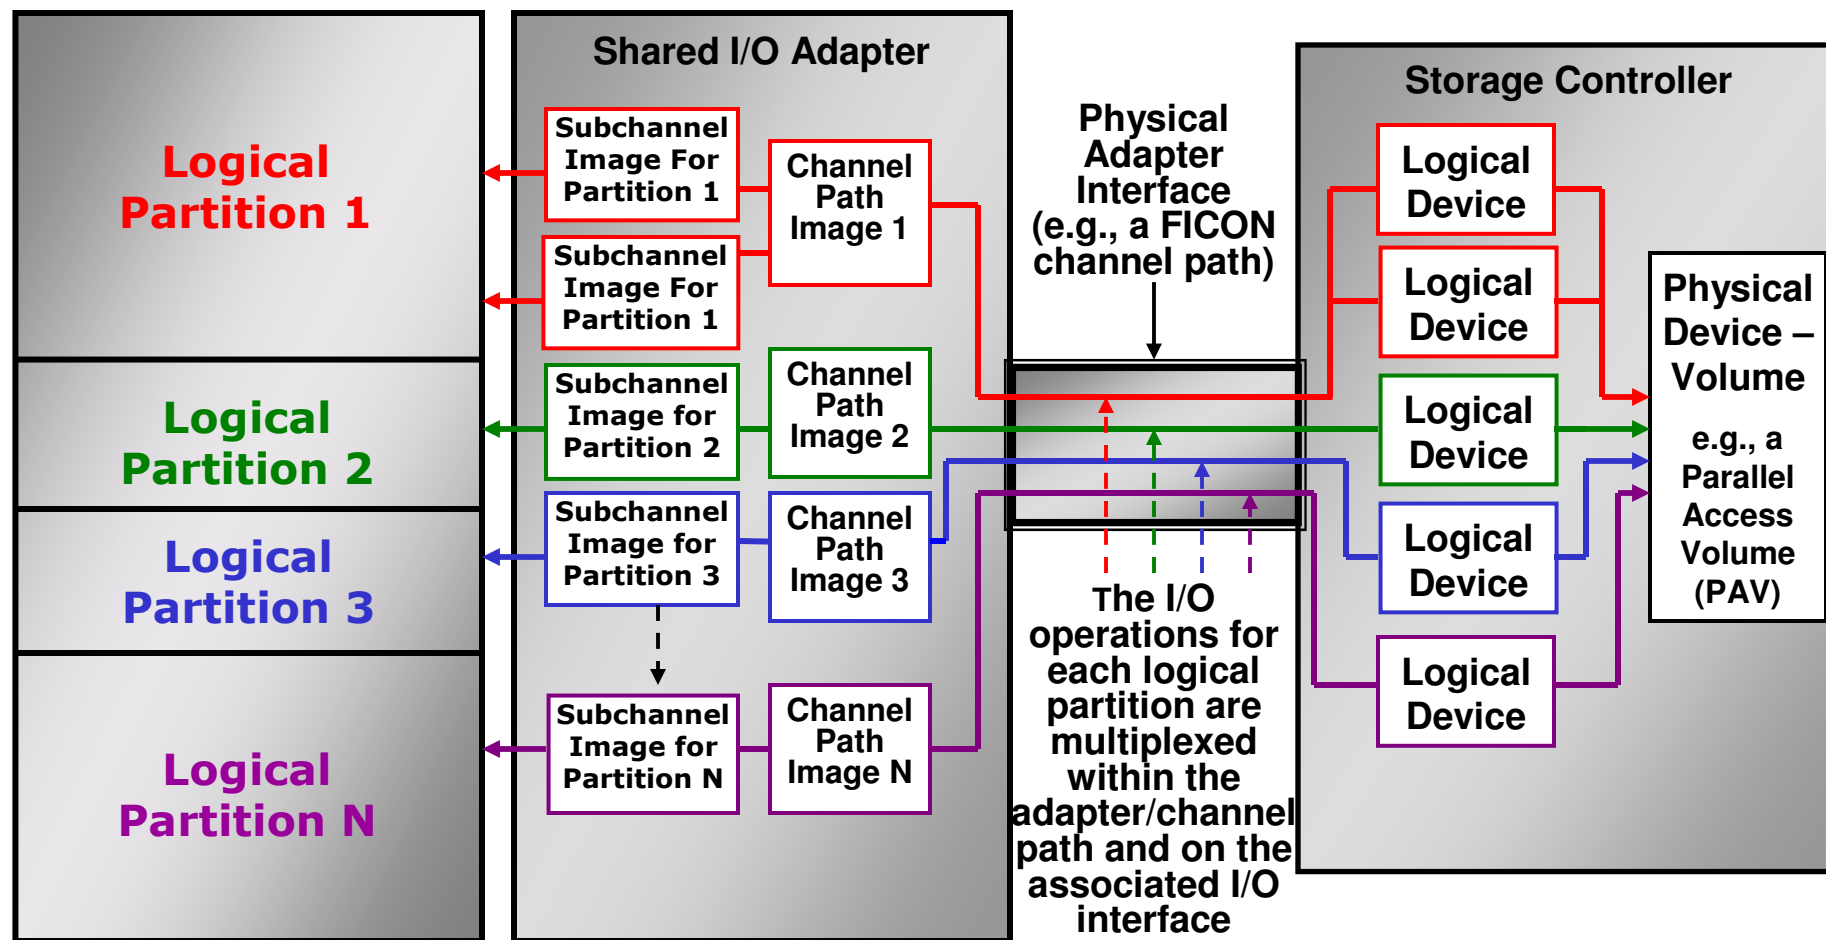 Logical
Partition 1
Logical
Partition 2
Logical
Partition 3
Logical
Partition N
Shared I/O Adapter
Subchannel
Image For
Partition 1
Subchannel
Image For
Partition 1
Subchannel
Image for
Partition 2
Subchannel
Image for
Partition 3
Subchannel
Image for
Partition N
Channel
Path
Image 1
Channel
Path
Image 2
Channel
Path
Image 3
Channel
Path
Image N
Physical
Adapter
Interface
(e.g., a FICON
channel path)
The I/O
operations for
each logical
partition are
multiplexed
within the
adapter/channel
path and on the
associated I/O
interface
Storage Controller
Logical
Device
Logical
Device
Logical
Device
Logical
Device
Logical
Device
Physical
Device –
Volume
e.g., a
Parallel
Access
Volume
(PAV)